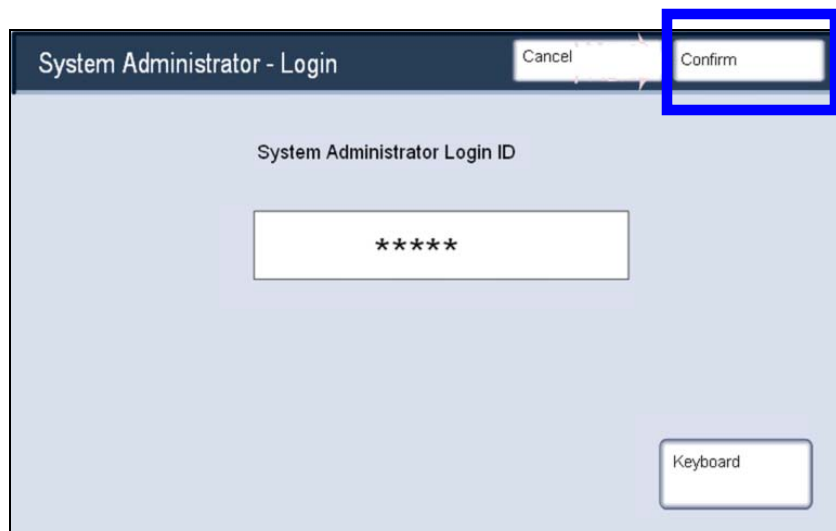 System Administrator - Login
Cancel
Confirm
System Administrator Login ID
*****
Keyboard